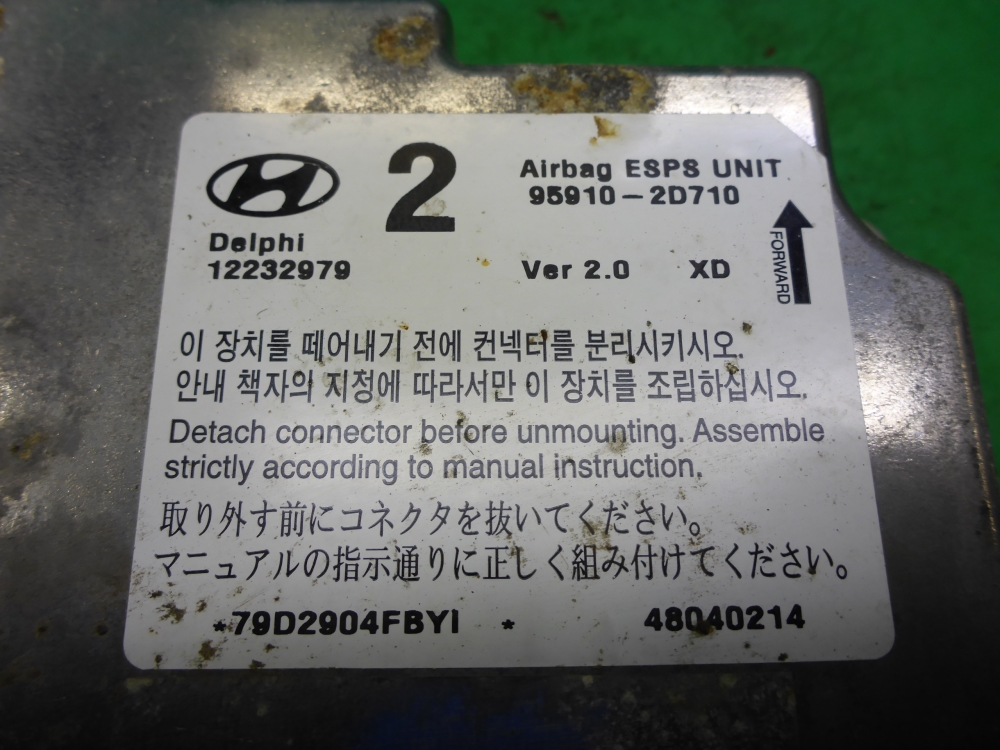 2
Airbag ESPS UNIT
95910-2D710
Delphi
12232979
Ver 2.0 XD
FORWARD
이 장치를 떼어내기 전에 컨넥터를 분리시키시오.
안내 책자의 지정에 따라서만 이 장치를 조립하십시오.
Detach connector before unmounting. Assemble
strictly according to manual instruction.
取り外す前にコネクタを抜いてください。
マニュアルの指示通りに正しく組み付けてください。
*79D2904FBYI *
48040214